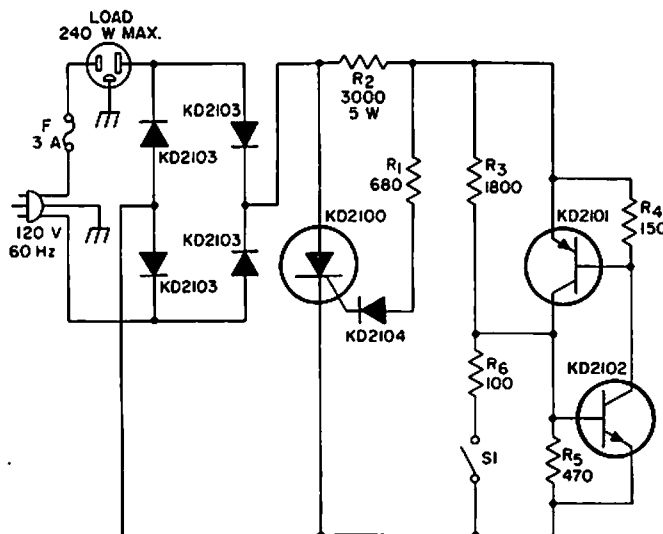 LOAD
240 W MAX.
F
3 A
120 V
60 Hz
KD2103
KD2103
KD2103
KD2103
KD2100
KD2104
R2
3000
5 W
R1
680
R3
1800
R6
100
S1
KD2101
R4
150
KD2102
R5
470